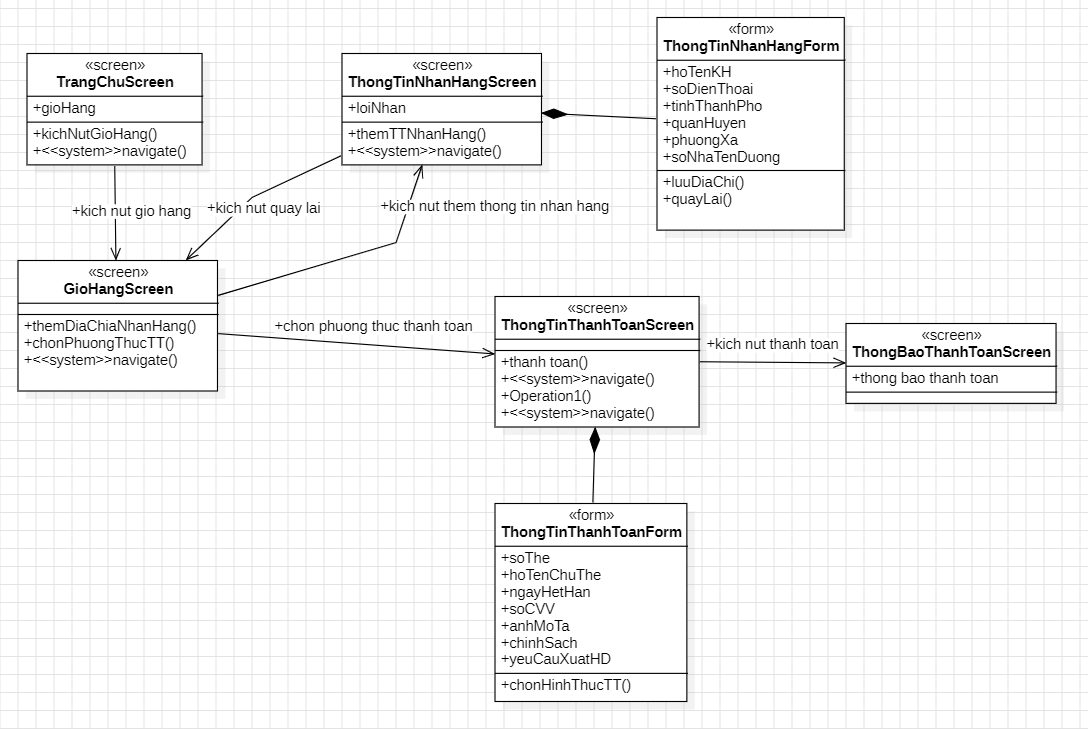 «screen»
TrangChuScreen
+gioHang
+kichNutGioHang()
+<<system>>navigate()
«screen»
ThongTinNhanHangScreen
+loiNhan
+themTTNhanHang()
+<<system>>navigate()
«form»
ThongTinNhanHangForm
+hoTenKH
+soDienThoai
+tinhThanhPho
+quanHuyen
+phuongXa
+soNhaTenDuong
+luuDiaChi()
+quayLai()
+kich nut gio hang
+kich nut quay lai
+kich nut them thong tin nhan hang
«screen»
GioHangScreen
+themDiaChiaNhanHang()
+chonPhuongThucTT()
+<<system>>navigate()
+chon phuong thuc thanh toan
«screen»
ThongTinThanhToanScreen
+thanh toan()
+<<system>>navigate()
+Operation1()
+<<system>>navigate()
+kich nut thanh toan
«screen»
ThongBaoThanhToanScreen
+thong bao thanh toan
«form»
ThongTinThanhToanForm
+soThe
+hoTenChuThe
+ngayHetHan
+soCVV
+anhMoTa
+chinhSach
+yeuCauXuatHD
+chonHinhThucTT()